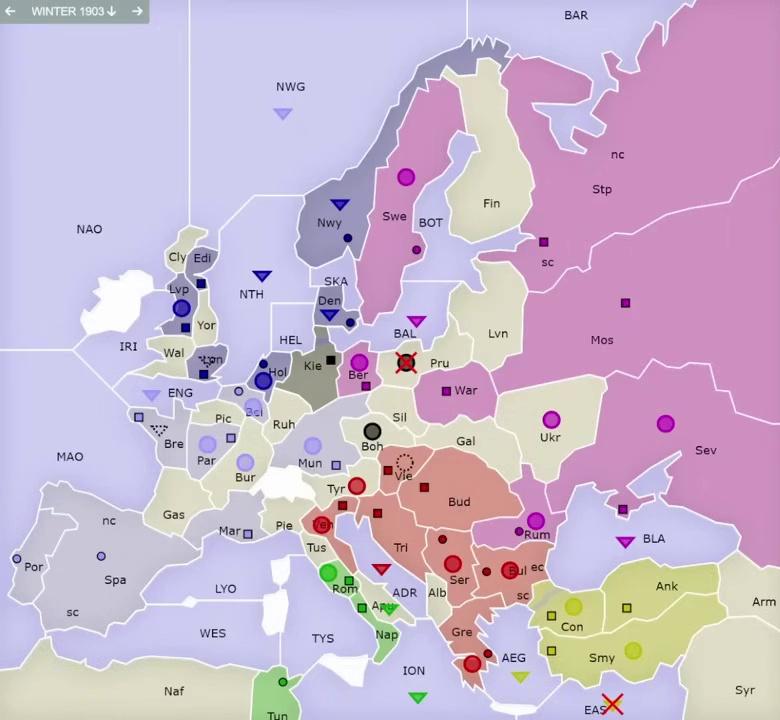 ← WINTER 1903 ↓ →
BAR
NWG
nc
Stp
Fin
Swe
BOT
Nwy
NAO
Cly
Edi
sc
SKA
NTH
Lvp
Den
Yor
Mos
IRI
HEL
BAL
Lvn
Wal
Lon
Hol
Kie
Ber
Pru
War
ENG
Bel
Sil
Pic
Ruh
Ukr
Bre
Par
Boh
Gal
Sev
MAO
Mun
Bur
Vie
Tyr
Bud
nc
Gas
Mar
Pie
Ven
Rum
BLA
Por
Spa
Tus
Tri
Ser
Bul
ec
Rom
ADR
Alb
sc
Ank
Arm
LYO
Apu
Con
sc
WES
TYS
Nap
Gre
Smy
ION
AEG
Naf
Syr
Tun
EAS